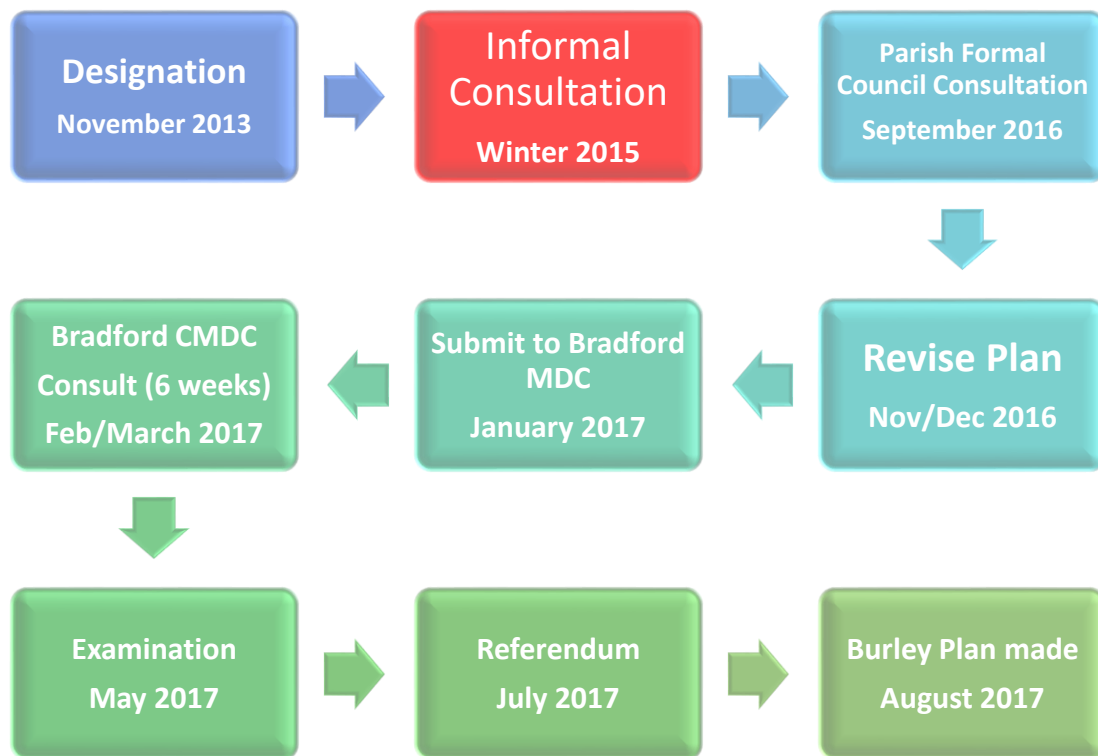 Designation
November 2013
Informal
Consultation
Winter 2015
Parish Formal
Council Consultation
September 2016
Revise Plan
Nov/Dec 2016
Submit to Bradford
MDC
January 2017
Bradford CMDC
Consult (6 weeks)
Feb/March 2017
Examination
May 2017
Referendum
July 2017
Burley Plan made
August 2017